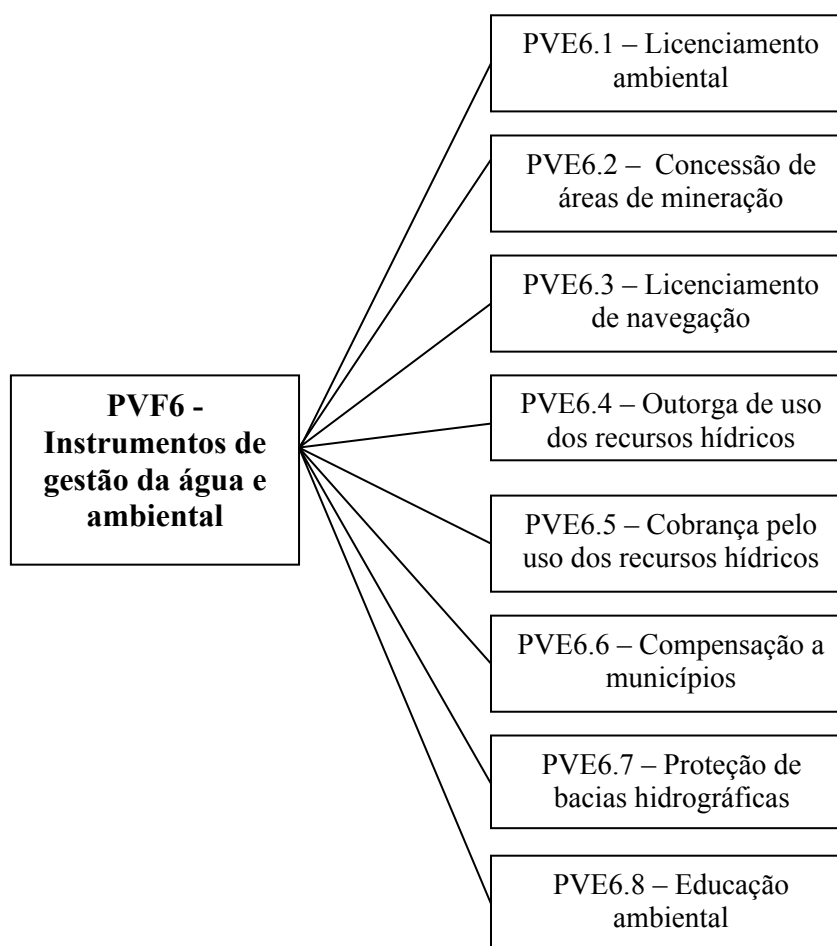 PVE6.1 – Licenciamento
ambiental
PVE6.2 – Concessão de
áreas de mineração
PVE6.3 – Licenciamento
de navegação
PVF6 -
Instrumentos de
gestão da água e
ambiental
PVE6.4 – Outorga de uso
dos recursos hídricos
PVE6.5 – Cobrança pelo
uso dos recursos hídricos
PVE6.6 – Compensação a
municípios
PVE6.7 – Proteção de
bacias hidrográficas
PVE6.8 – Educação
ambiental